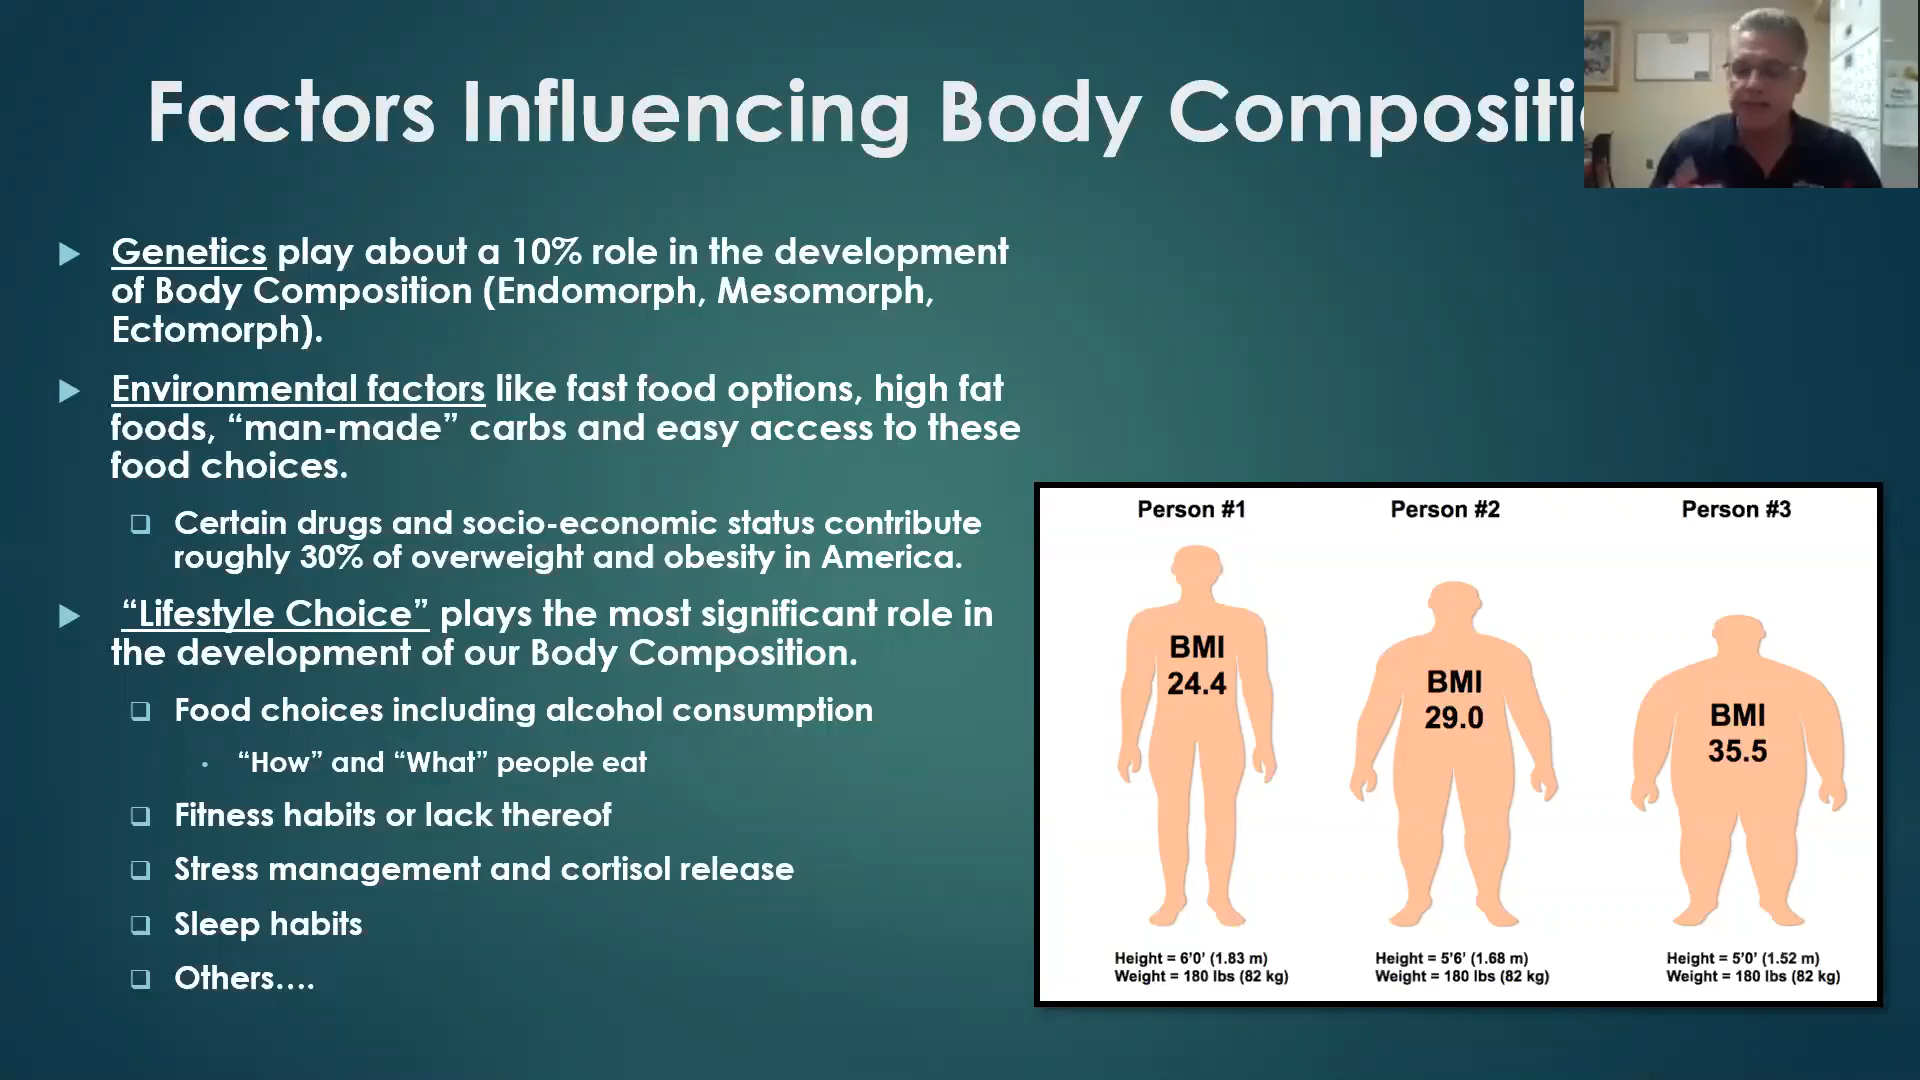 Factors Influencing Body Compositi
Genetics play about a 10% role in the development
of Body Composition (Endomorph, Mesomorph,
Ectomorph).
Environmental factors like fast food options, high fat
foods, “man-made” carbs and easy access to these
food choices.
Certain drugs and socio-economic status contribute
roughly 30% of overweight and obesity in America.
“Lifestyle Choice” plays the most significant role in
the development of our Body Composition.
Food choices including alcohol consumption
“How” and “What” people eat
Fitness habits or lack thereof
Stress management and cortisol release
Sleep habits
Others….
Person #1
BMI
24.4
Height = 6’0’ (1.83 m)
Weight = 180 lbs (82 kg)
Person #2
BMI
29.0
Height = 5’6’ (1.68 m)
Weight = 180 lbs (82 kg)
Person #3
BMI
35.5
Height = 5’0’ (1.52 m)
Weight = 180 lbs (82 kg)